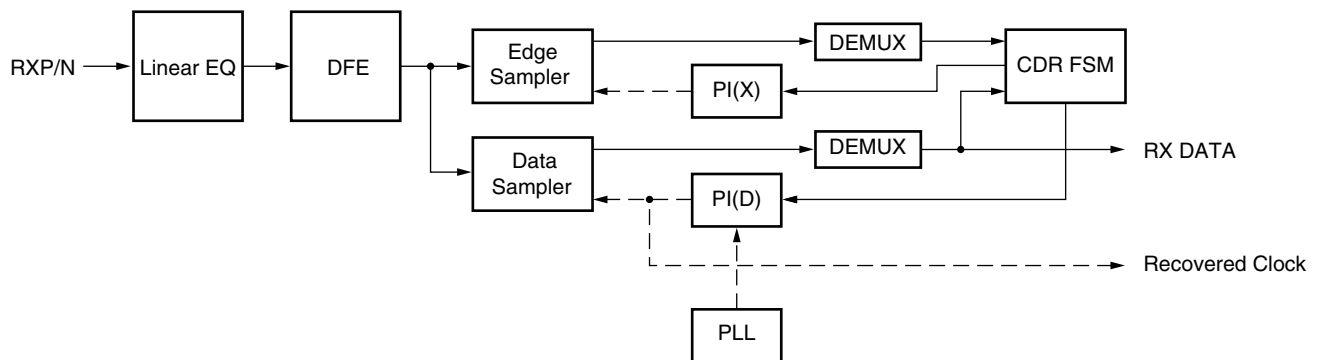 RXP/N
Linear EQ
DFE
Edge
Sampler
DEMUX
CDR FSM
PI(X)
Data
Sampler
DEMUX
RX DATA
PI(D)
Recovered Clock
PLL